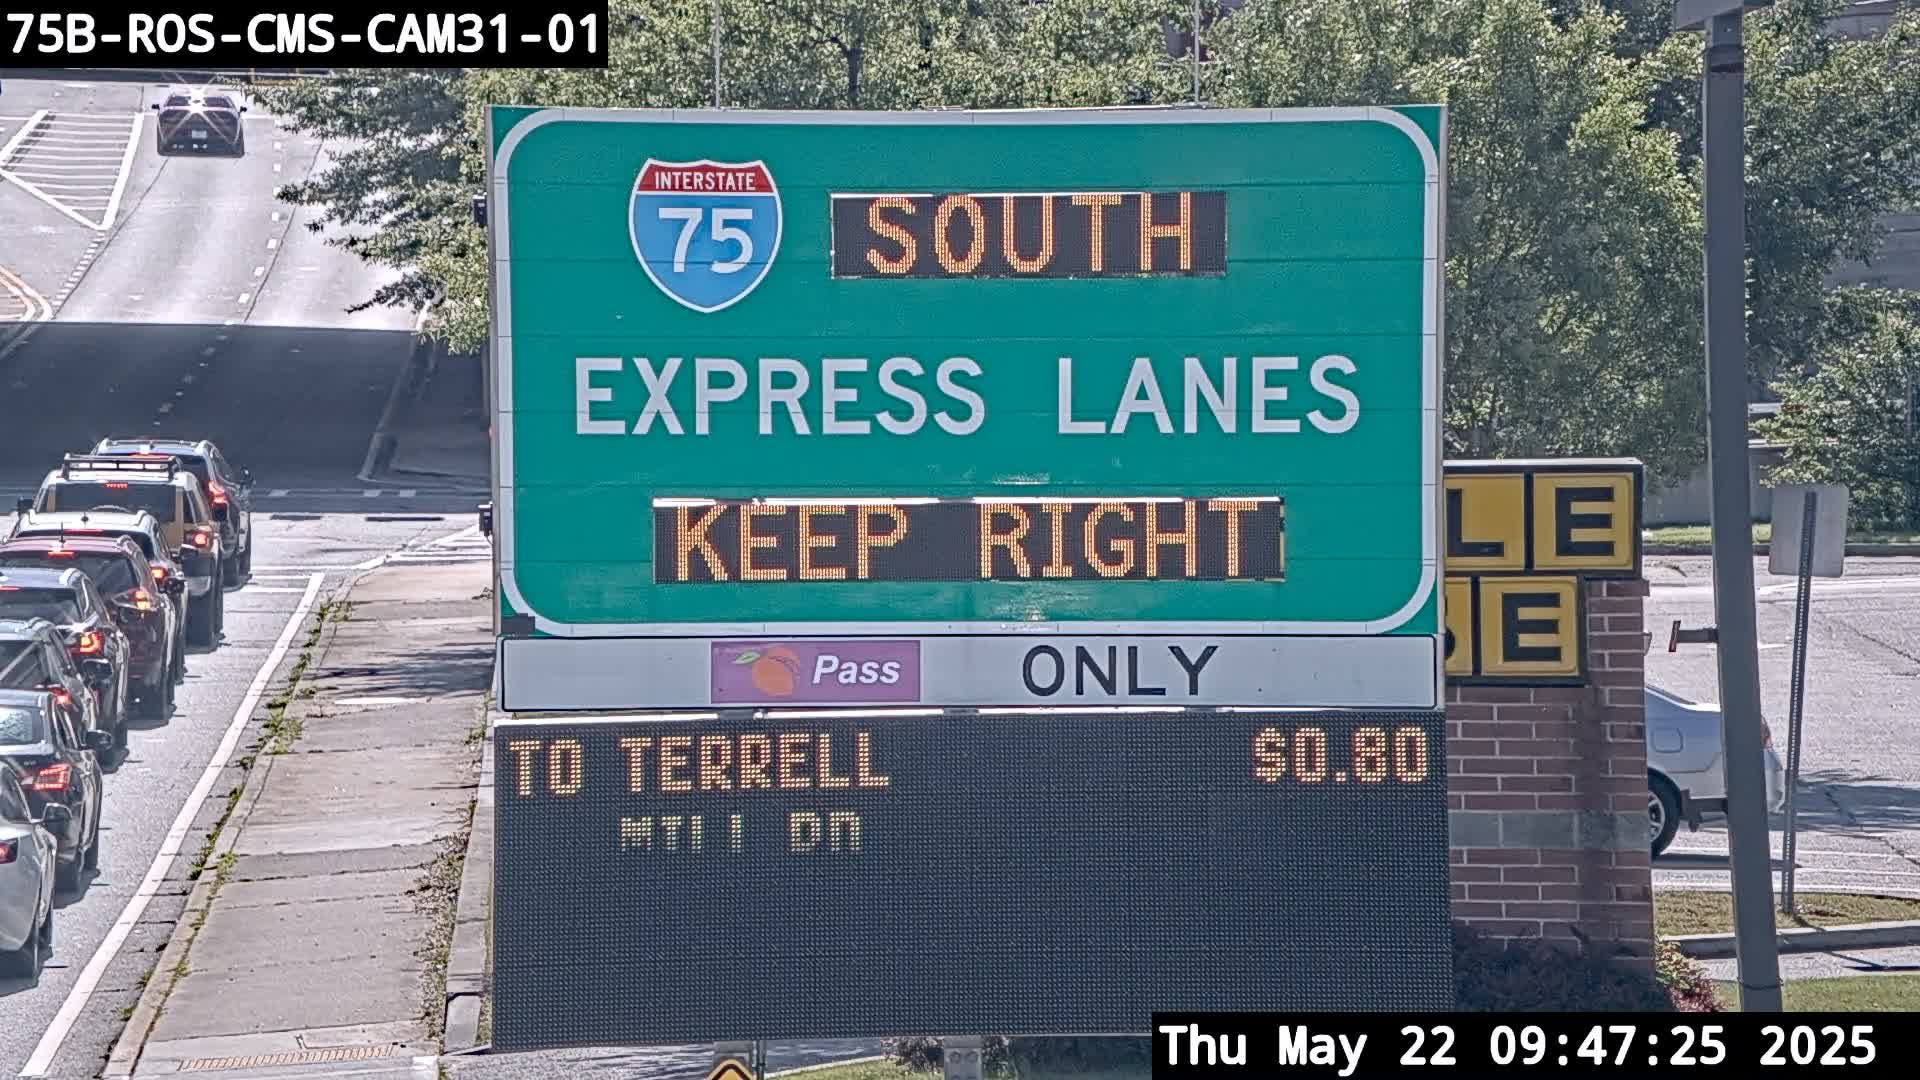 75B-ROS-CMS-CAM31-01
INTERSTATE
75
SOUTH
EXPRESS LANES
KEEP RIGHT
Pass ONLY
TO TERRELL $0.80
LE
E
Thu May 22 09:47:25 2025